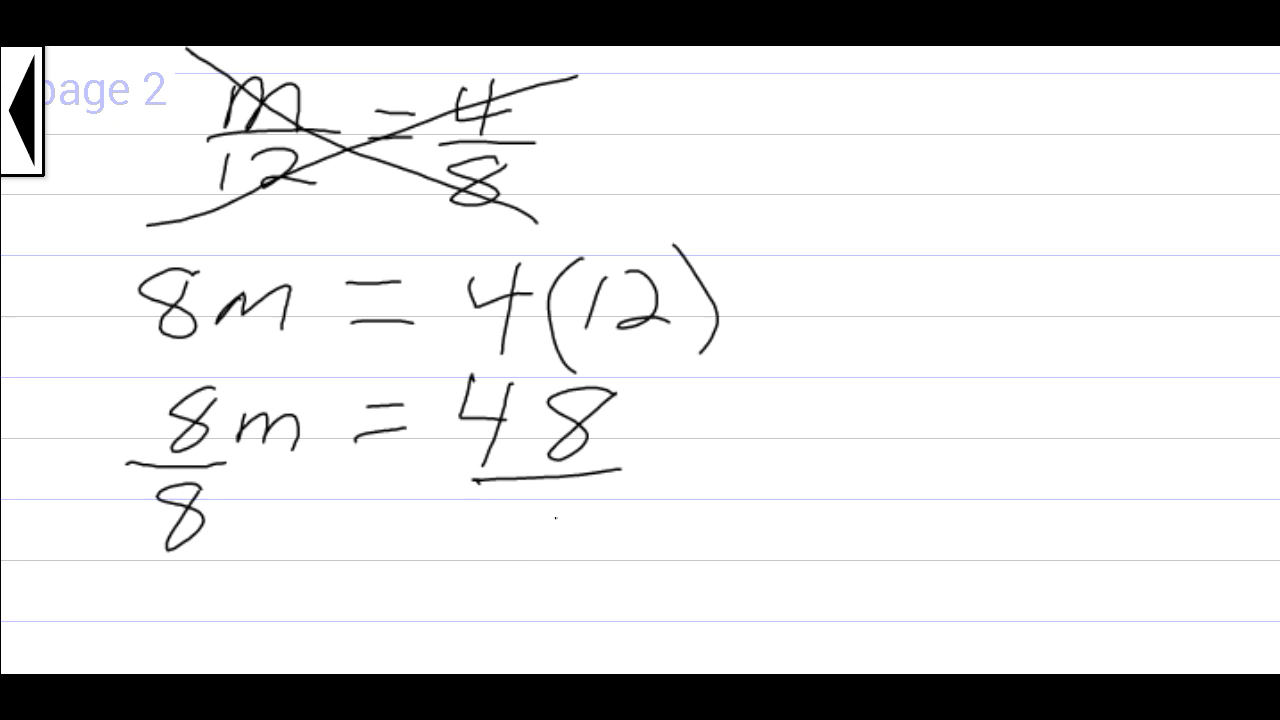 page 2
m/12 = 4/8
8m = 4(12)
8m = 48
8